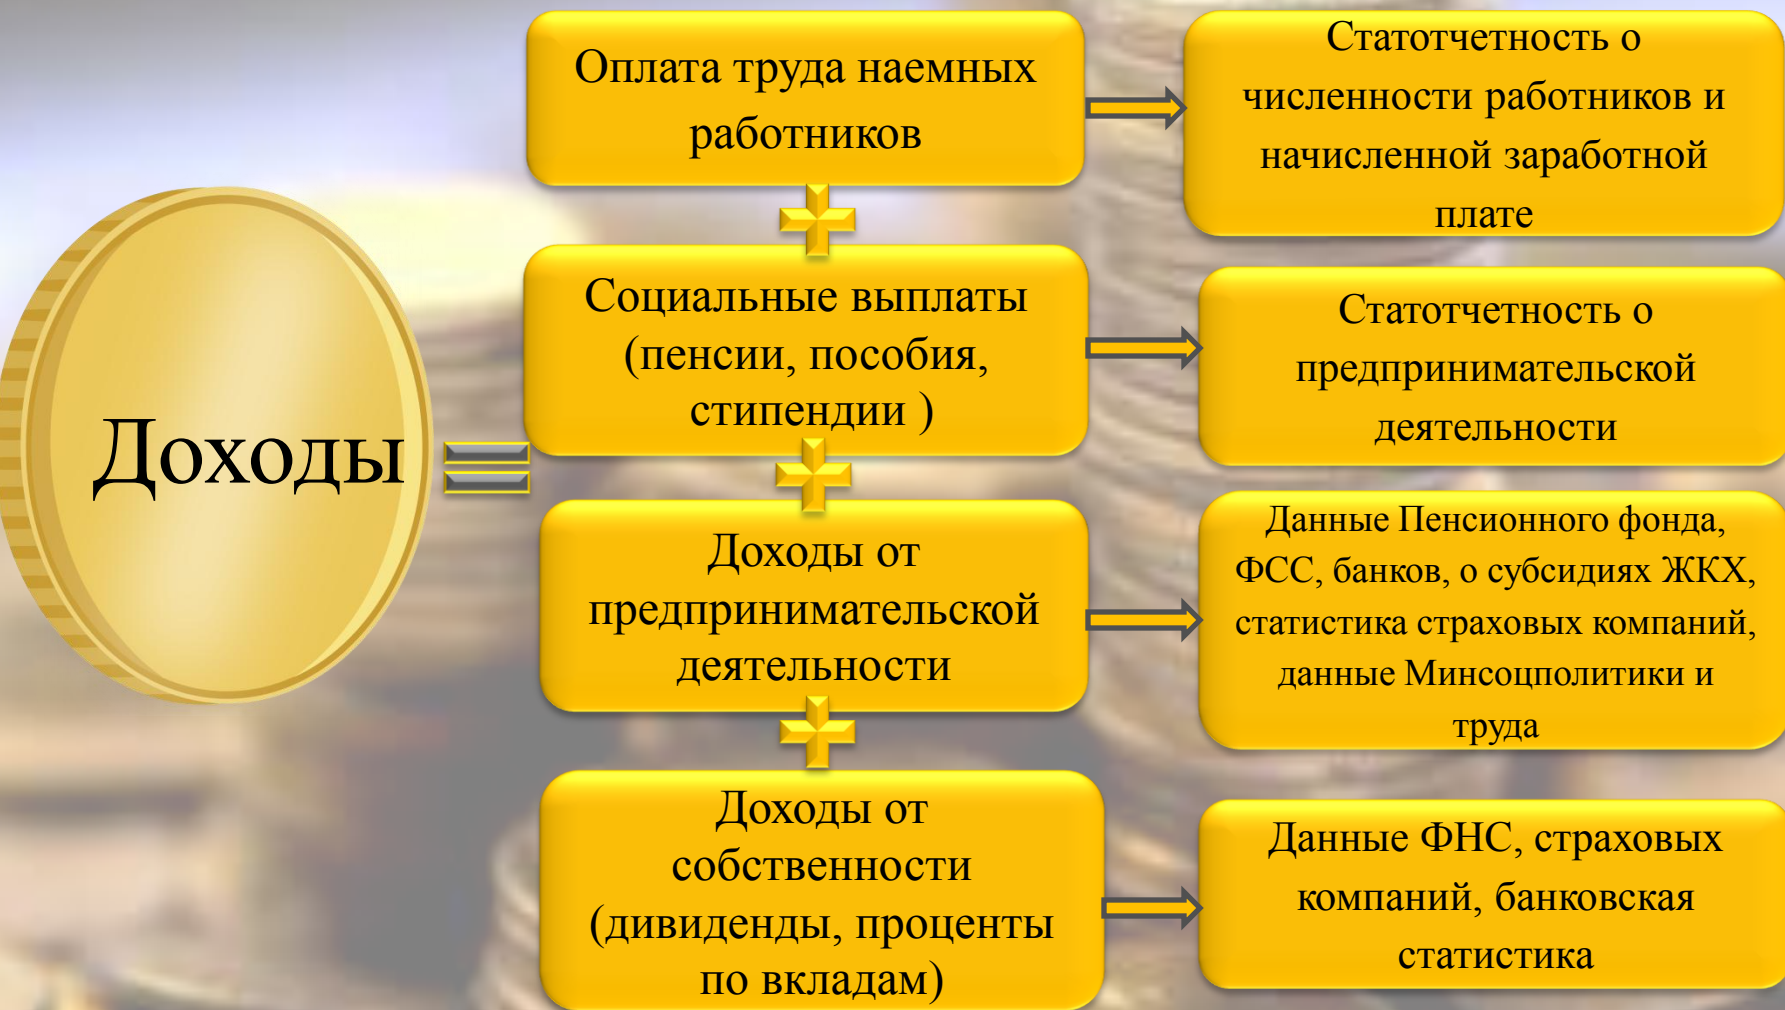 Доходы
Оплата труда наемных
работников
Статотчетность о
численности работников и
начисленной заработной
плате
Социальные выплаты
(пенсии, пособия,
стипендии )
Статотчетность о
предпринимательской
деятельности
Доходы от
предпринимательской
деятельности
Данные Пенсионного фонда,
ФСС, банков, о субсидиях ЖКХ,
статистика страховых компаний,
данные Минсоцполитики и
труда
Доходы от
собственности
(дивиденды, проценты
по вкладам)
Данные ФНС, страховых
компаний, банковская
статистика